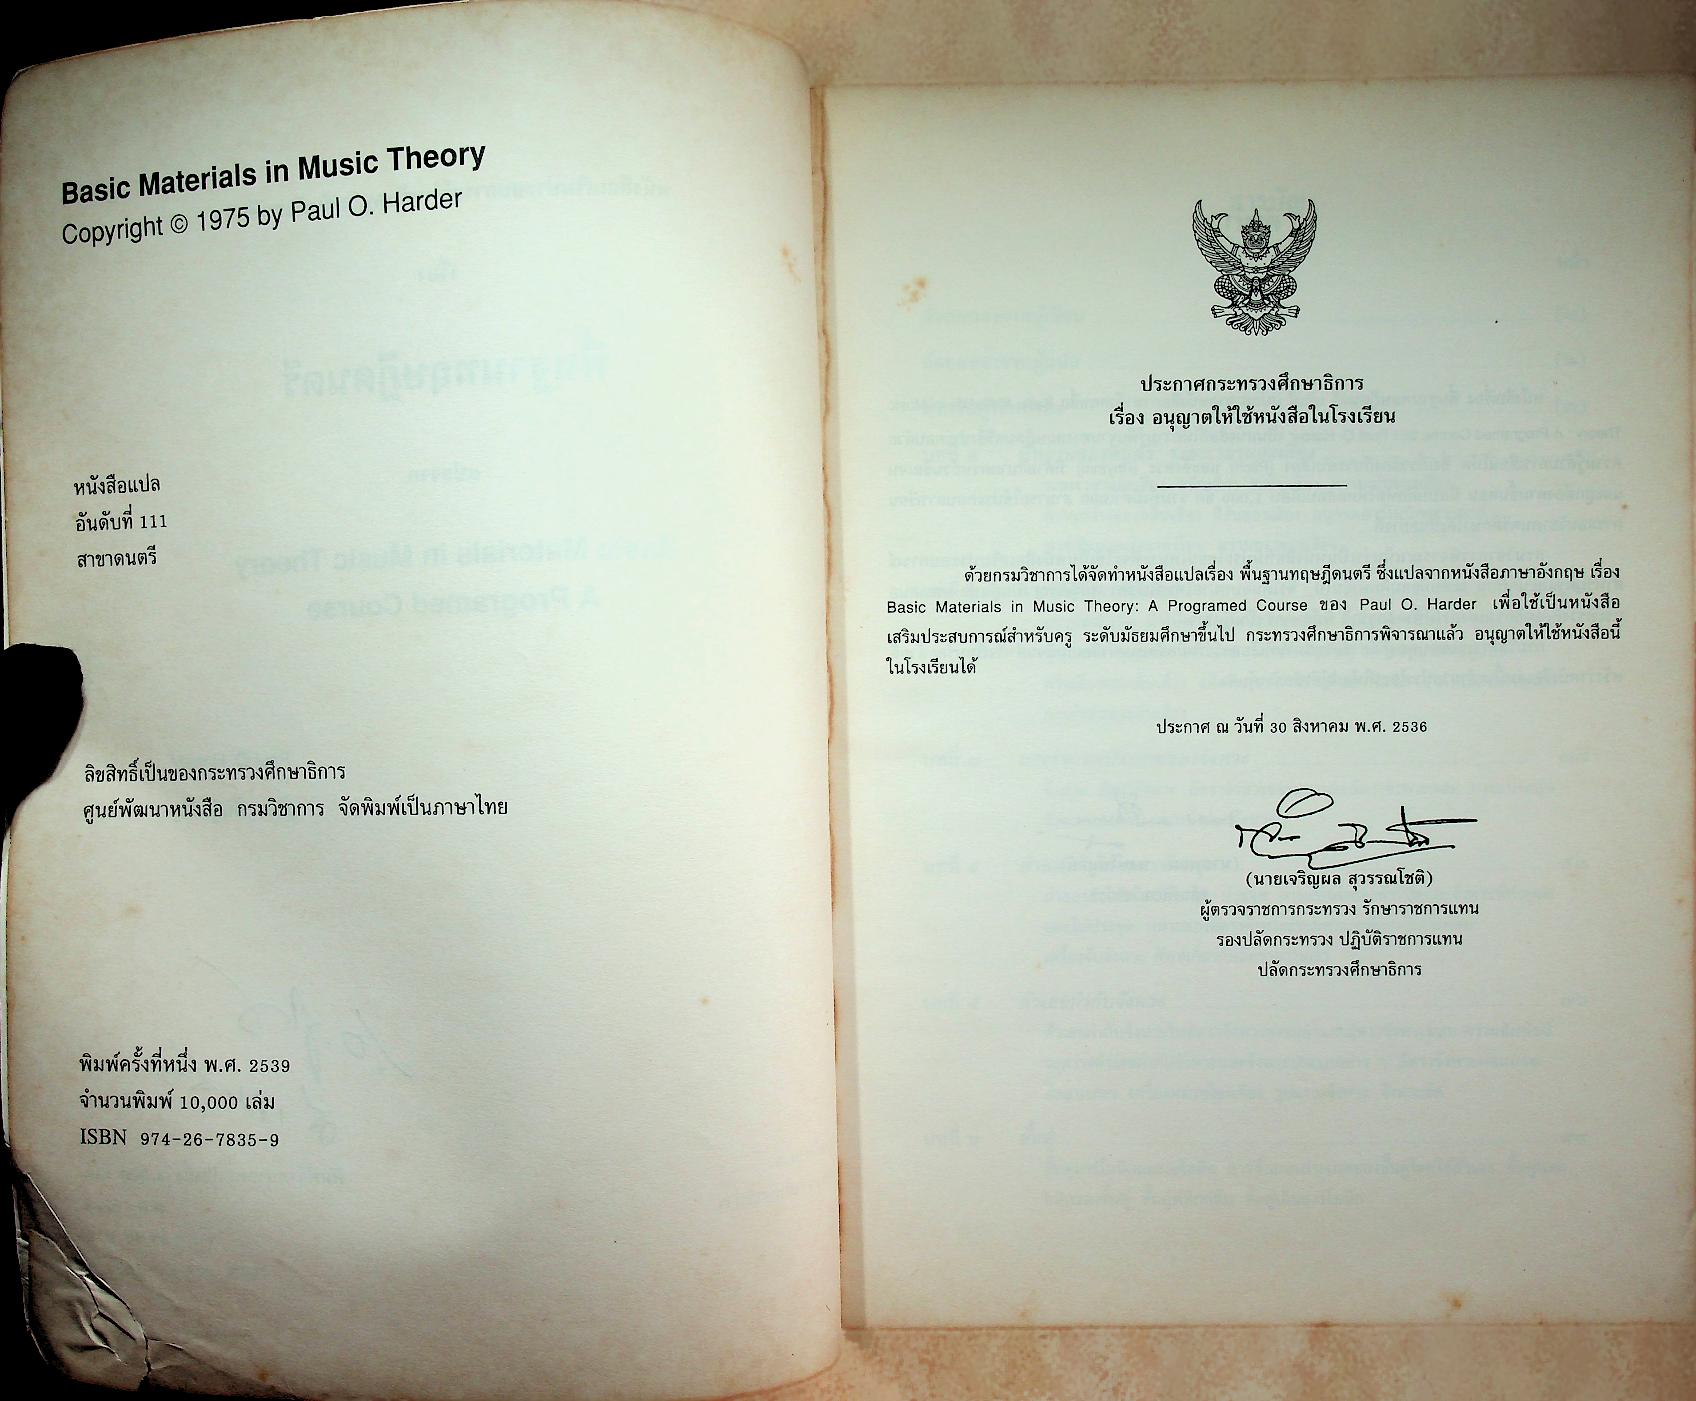 Basic Materials in Music Theory
Copyright © 1975 by Paul O. Harder
หนังสือแปล
อันดับที่ 111
สาขาดนตรี
ลิขสิทธิ์เป็นของกระทรวงศึกษาธิการ
ศูนย์พัฒนาหนังสือ กรมวิชาการ จัดพิมพ์เป็นภาษาไทย
พิมพ์ครั้งที่หนึ่ง พ.ศ. 2539
จำนวนพิมพ์ 10,000 เล่ม
ISBN 974-26-7835-9
ประกาศกระทรวงศึกษาธิการ
เรื่อง อนุญาตให้ใช้หนังสือในโรงเรียน
ด้วยกรมวิชาการได้จัดทำหนังสือแปลเรื่อง พื้นฐานทฤษฎีดนตรี ซึ่งแปลจากหนังสือภาษาอังกฤษ เรื่อง
Basic Materials in Music Theory: A Programed Course ของ Paul O. Harder เพื่อใช้เป็นหนังสือ
เสริมประสบการณ์สำหรับครู ระดับมัธยมศึกษาขึ้นไป กระทรวงศึกษาธิการพิจารณาแล้ว อนุญาตให้ใช้หนังสือนี้
ในโรงเรียนได้
ประกาศ ณ วันที่ 30 สิงหาคม พ.ศ. 2536
(นายเจริญผล สุวรรณโชติ)
ผู้ตรวจราชการกระทรวง รักษาราชการแทน
รองปลัดกระทรวง ปฏิบัติราชการแทน
ปลัดกระทรวงศึกษาธิการ